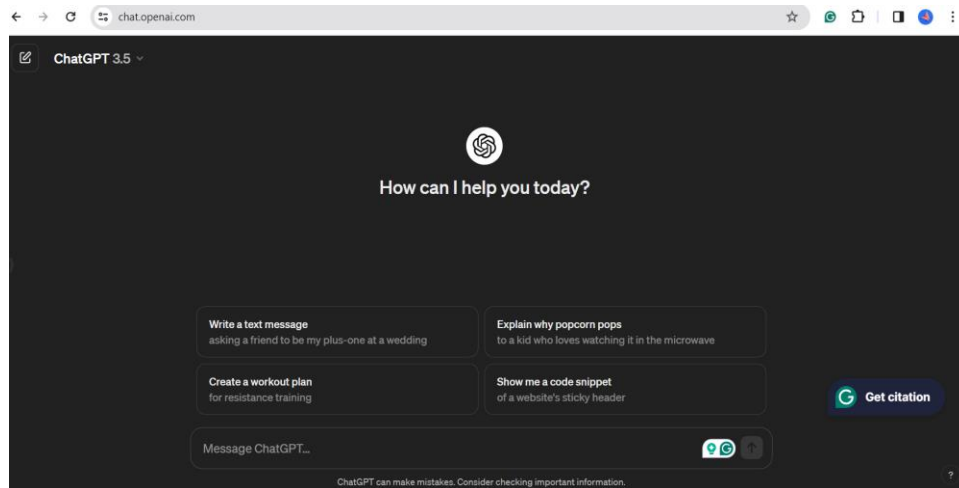 chat.openai.com
ChatGPT 3.5
How can I help you today?
Write a text message
asking a friend to be my plus-one at a wedding
Explain why popcorn pops
to a kid who loves watching it in the microwave
Create a workout plan
for resistance training
Show me a code snippet
of a website's sticky header
G Get citation
Message ChatGPT...
G
ChatGPT can make mistakes. Consider checking important information.
?